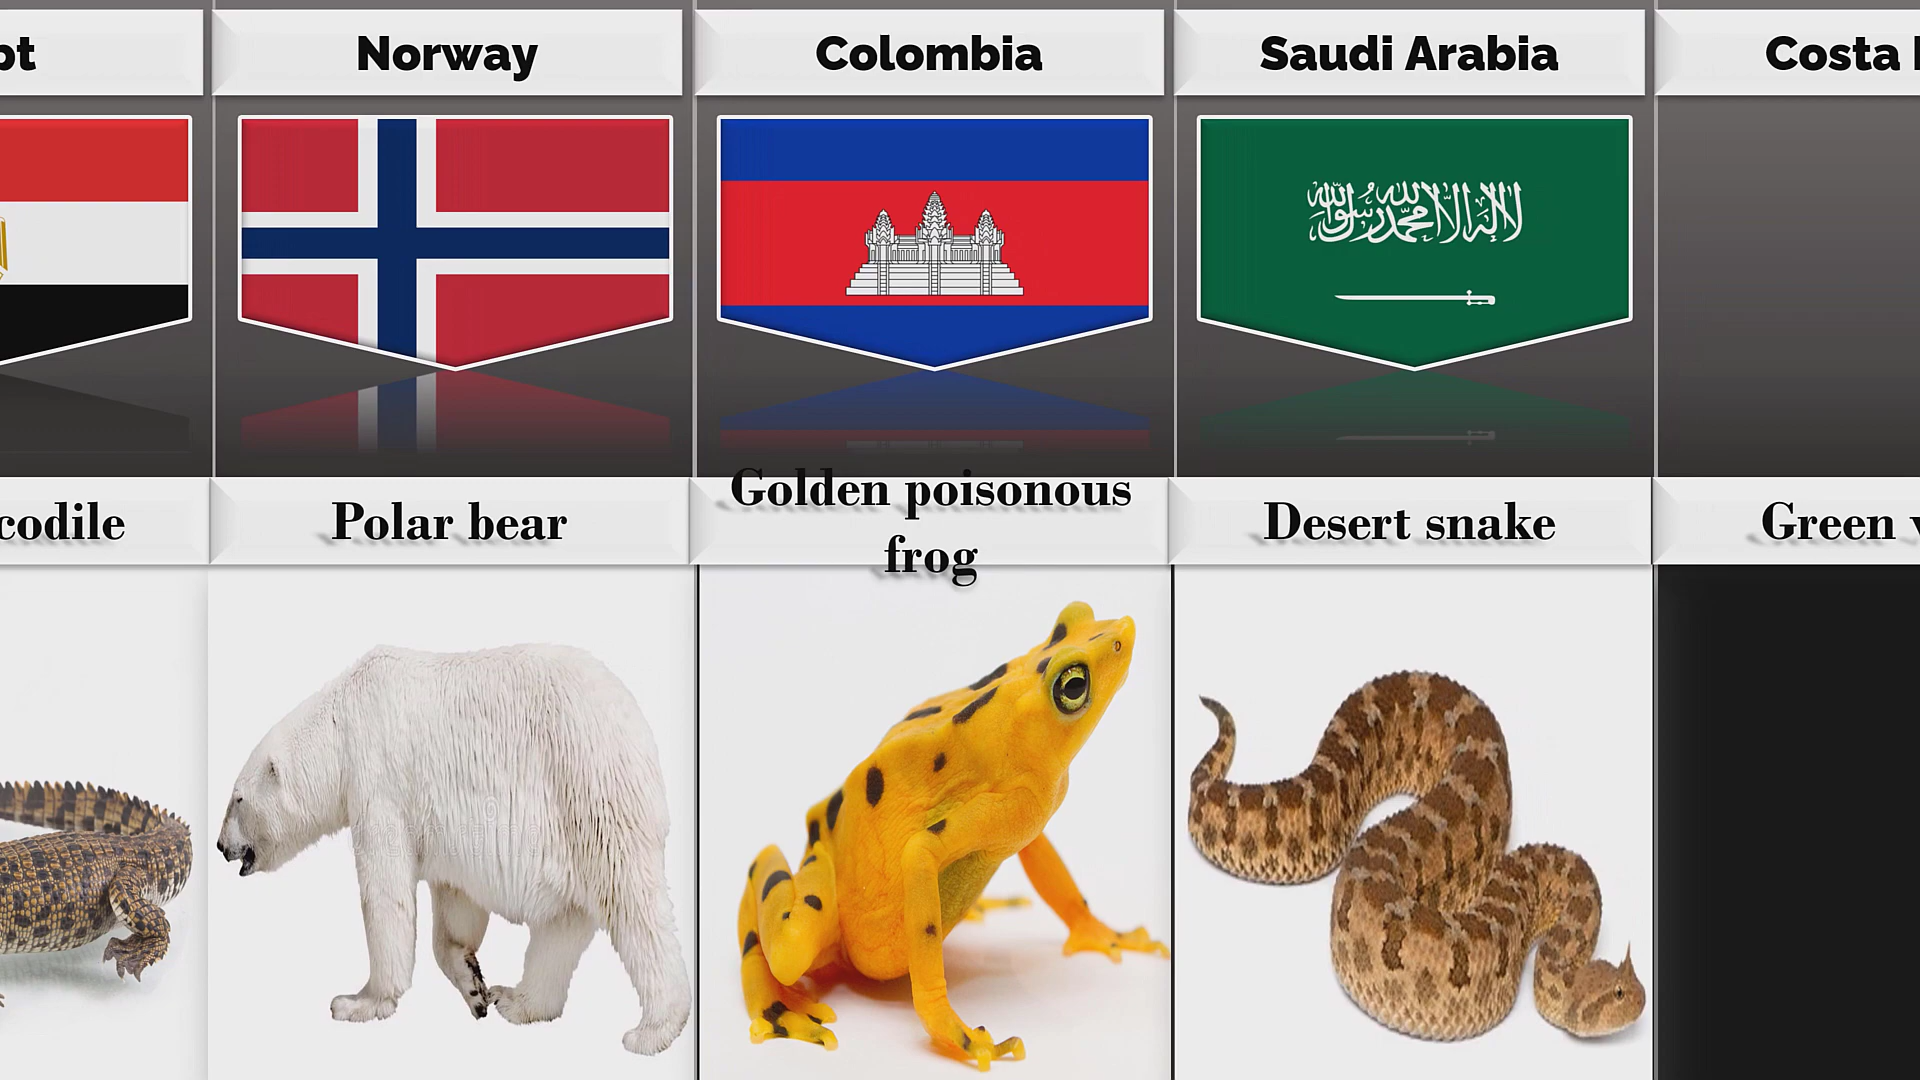 pt
Norway
Colombia
Saudi Arabia
Costa
لا إله إلا الله محمد رسول الله
codile
Polar bear
Golden poisonous
frog
Desert snake
Green